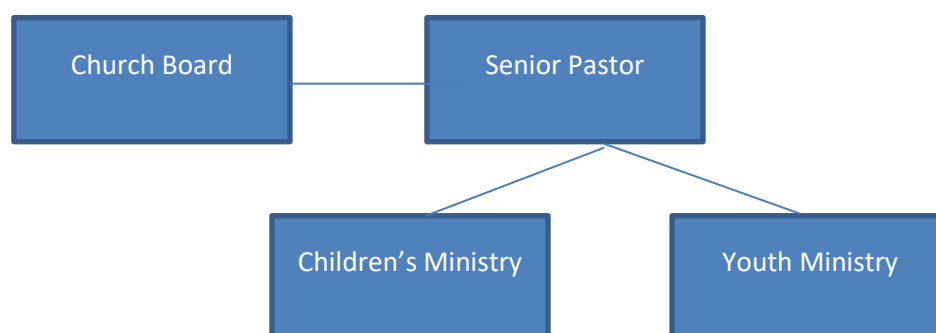 Church Board
Senior Pastor
Children’s Ministry
Youth Ministry